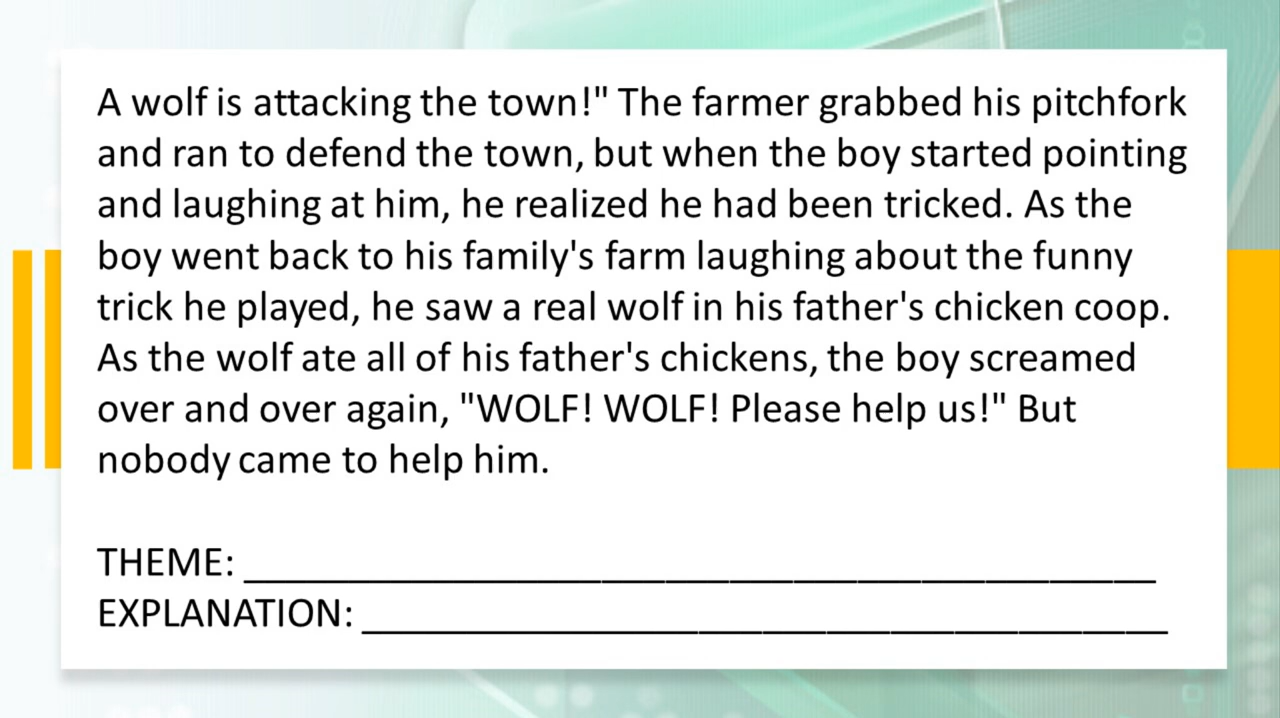 A wolf is attacking the town!" The farmer grabbed his pitchfork
and ran to defend the town, but when the boy started pointing
and laughing at him, he realized he had been tricked. As the
boy went back to his family's farm laughing about the funny
trick he played, he saw a real wolf in his father's chicken coop.
As the wolf ate all of his father's chickens, the boy screamed
over and over again, "WOLF! WOLF! Please help us!" But
nobody came to help him.
THEME: ____________________
EXPLANATION: ____________________